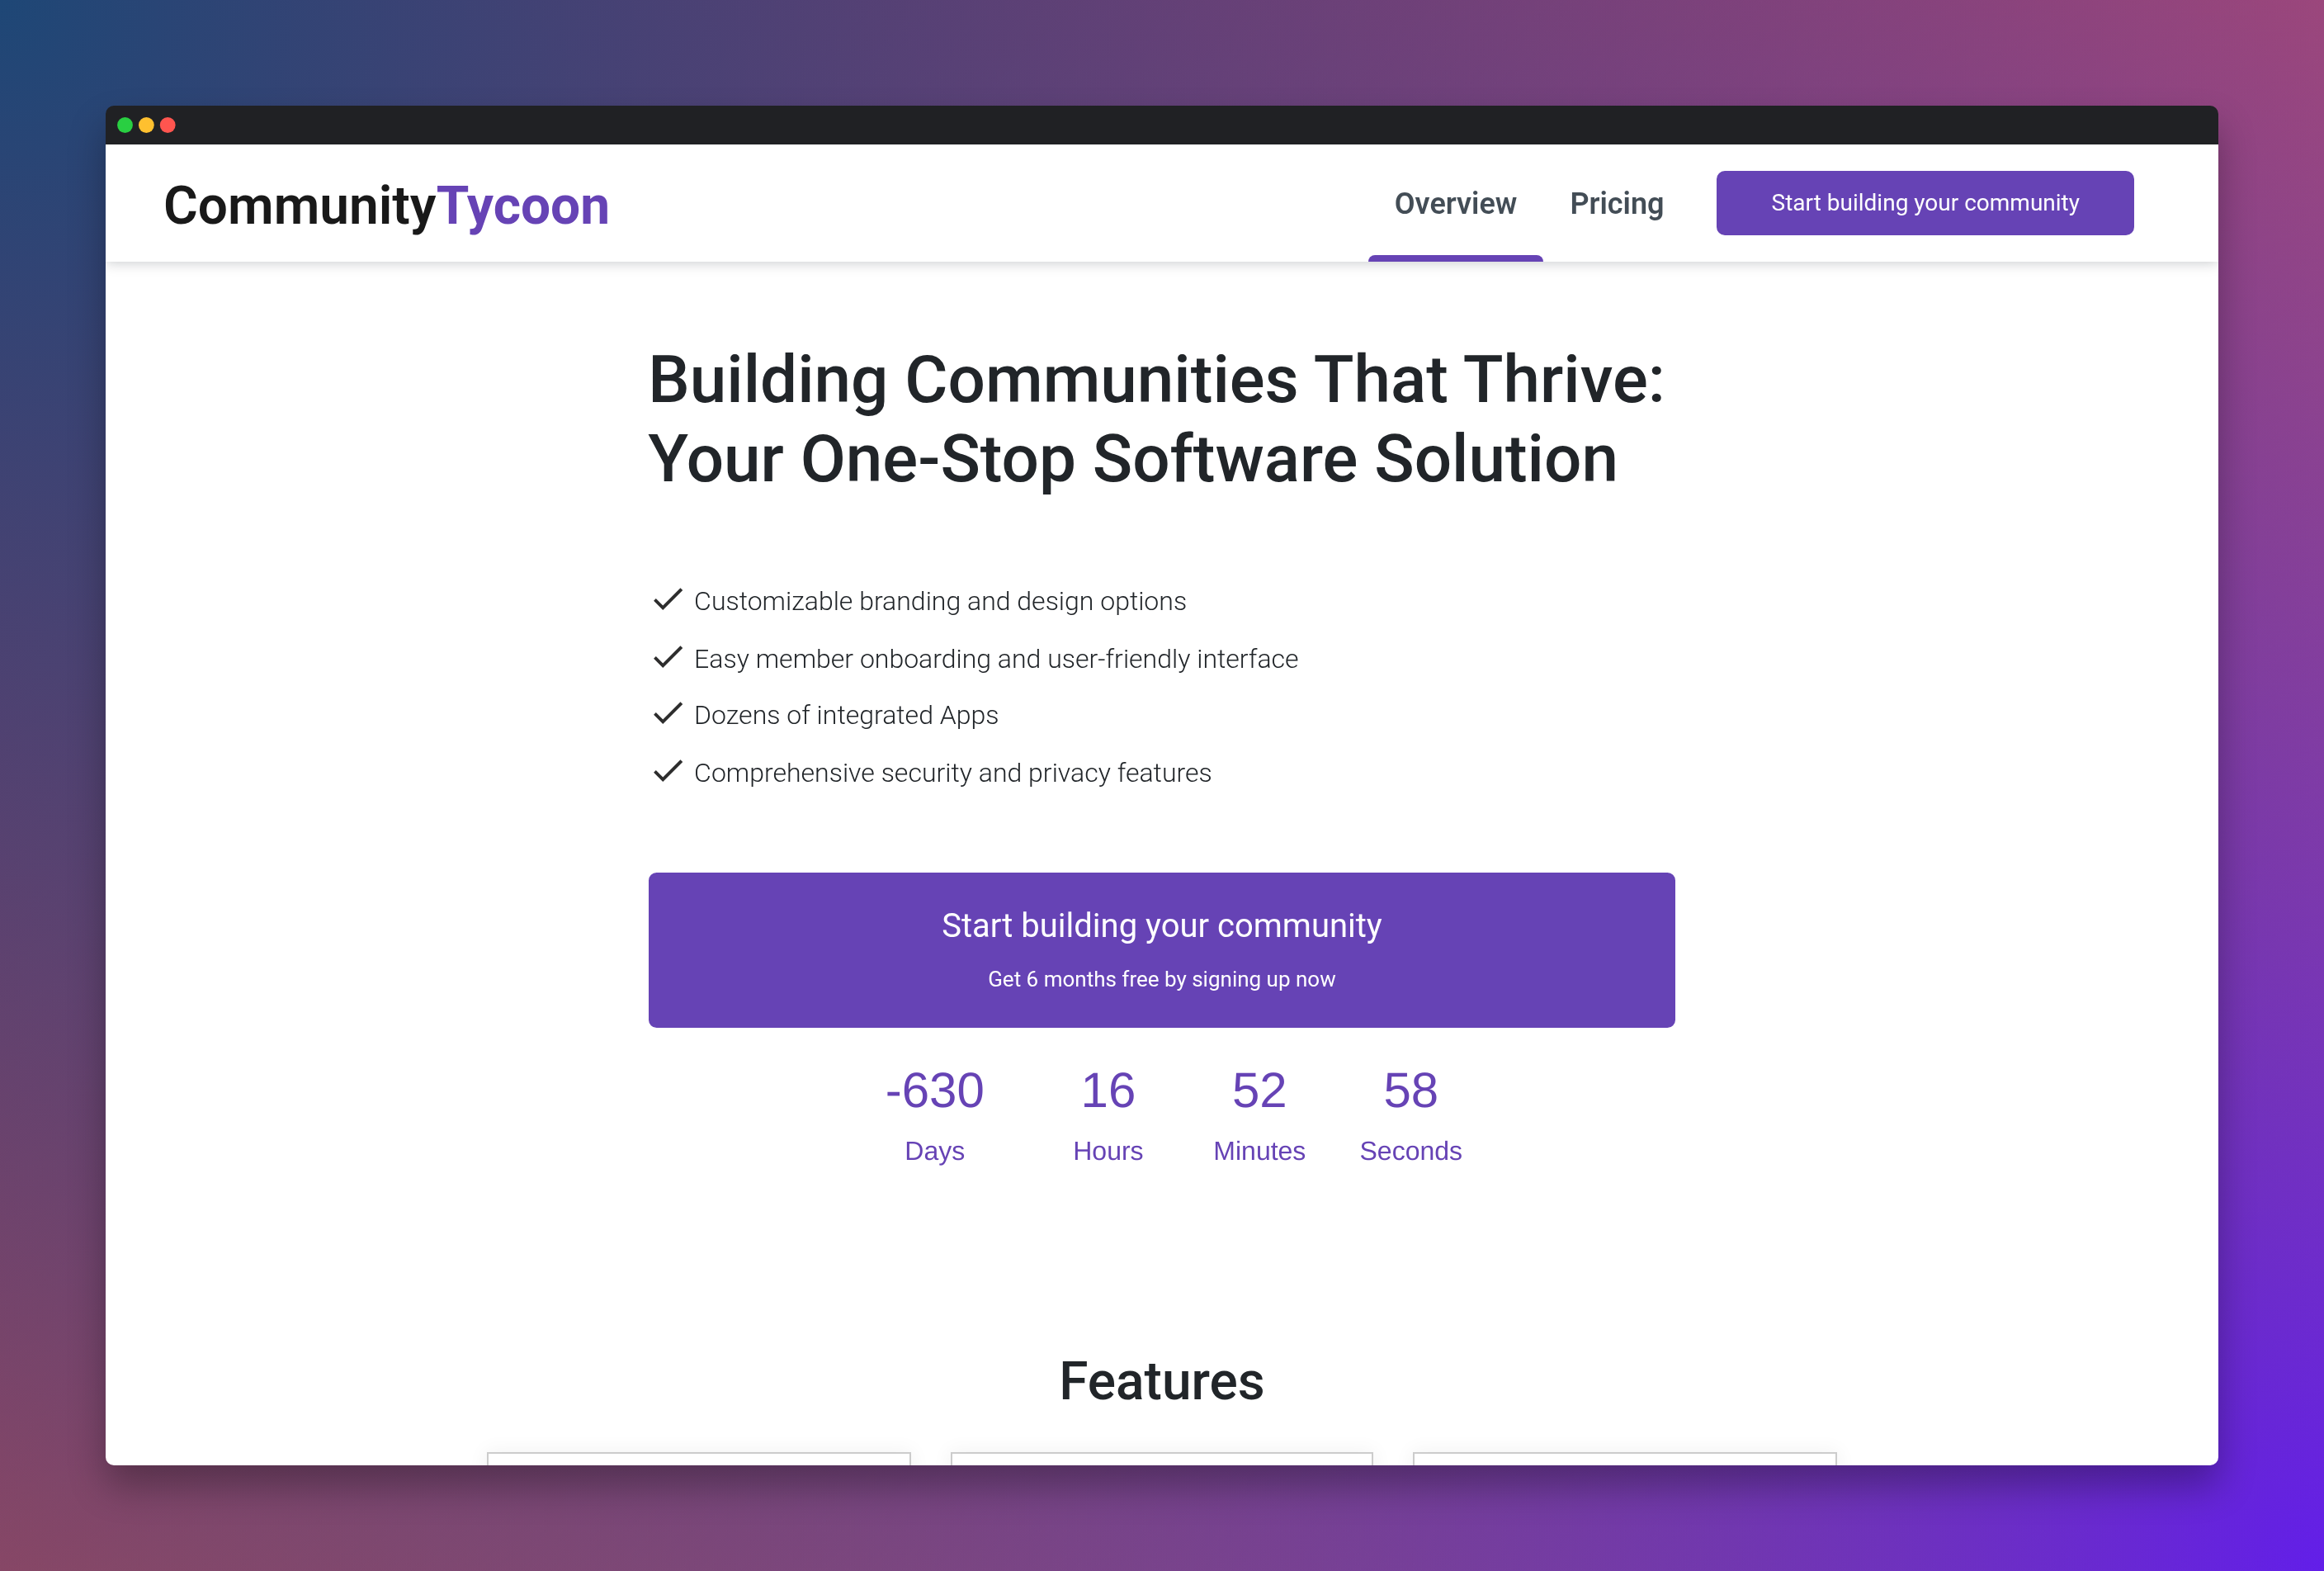 CommunityTycoon
Overview
Pricing
Start building your community
Building Communities That Thrive:
Your One-Stop Software Solution
Customizable branding and design options
Easy member onboarding and user-friendly interface
Dozens of integrated Apps
Comprehensive security and privacy features
Start building your community
Get 6 months free by signing up now
-630 16 52 58
Days Hours Minutes Seconds
Features